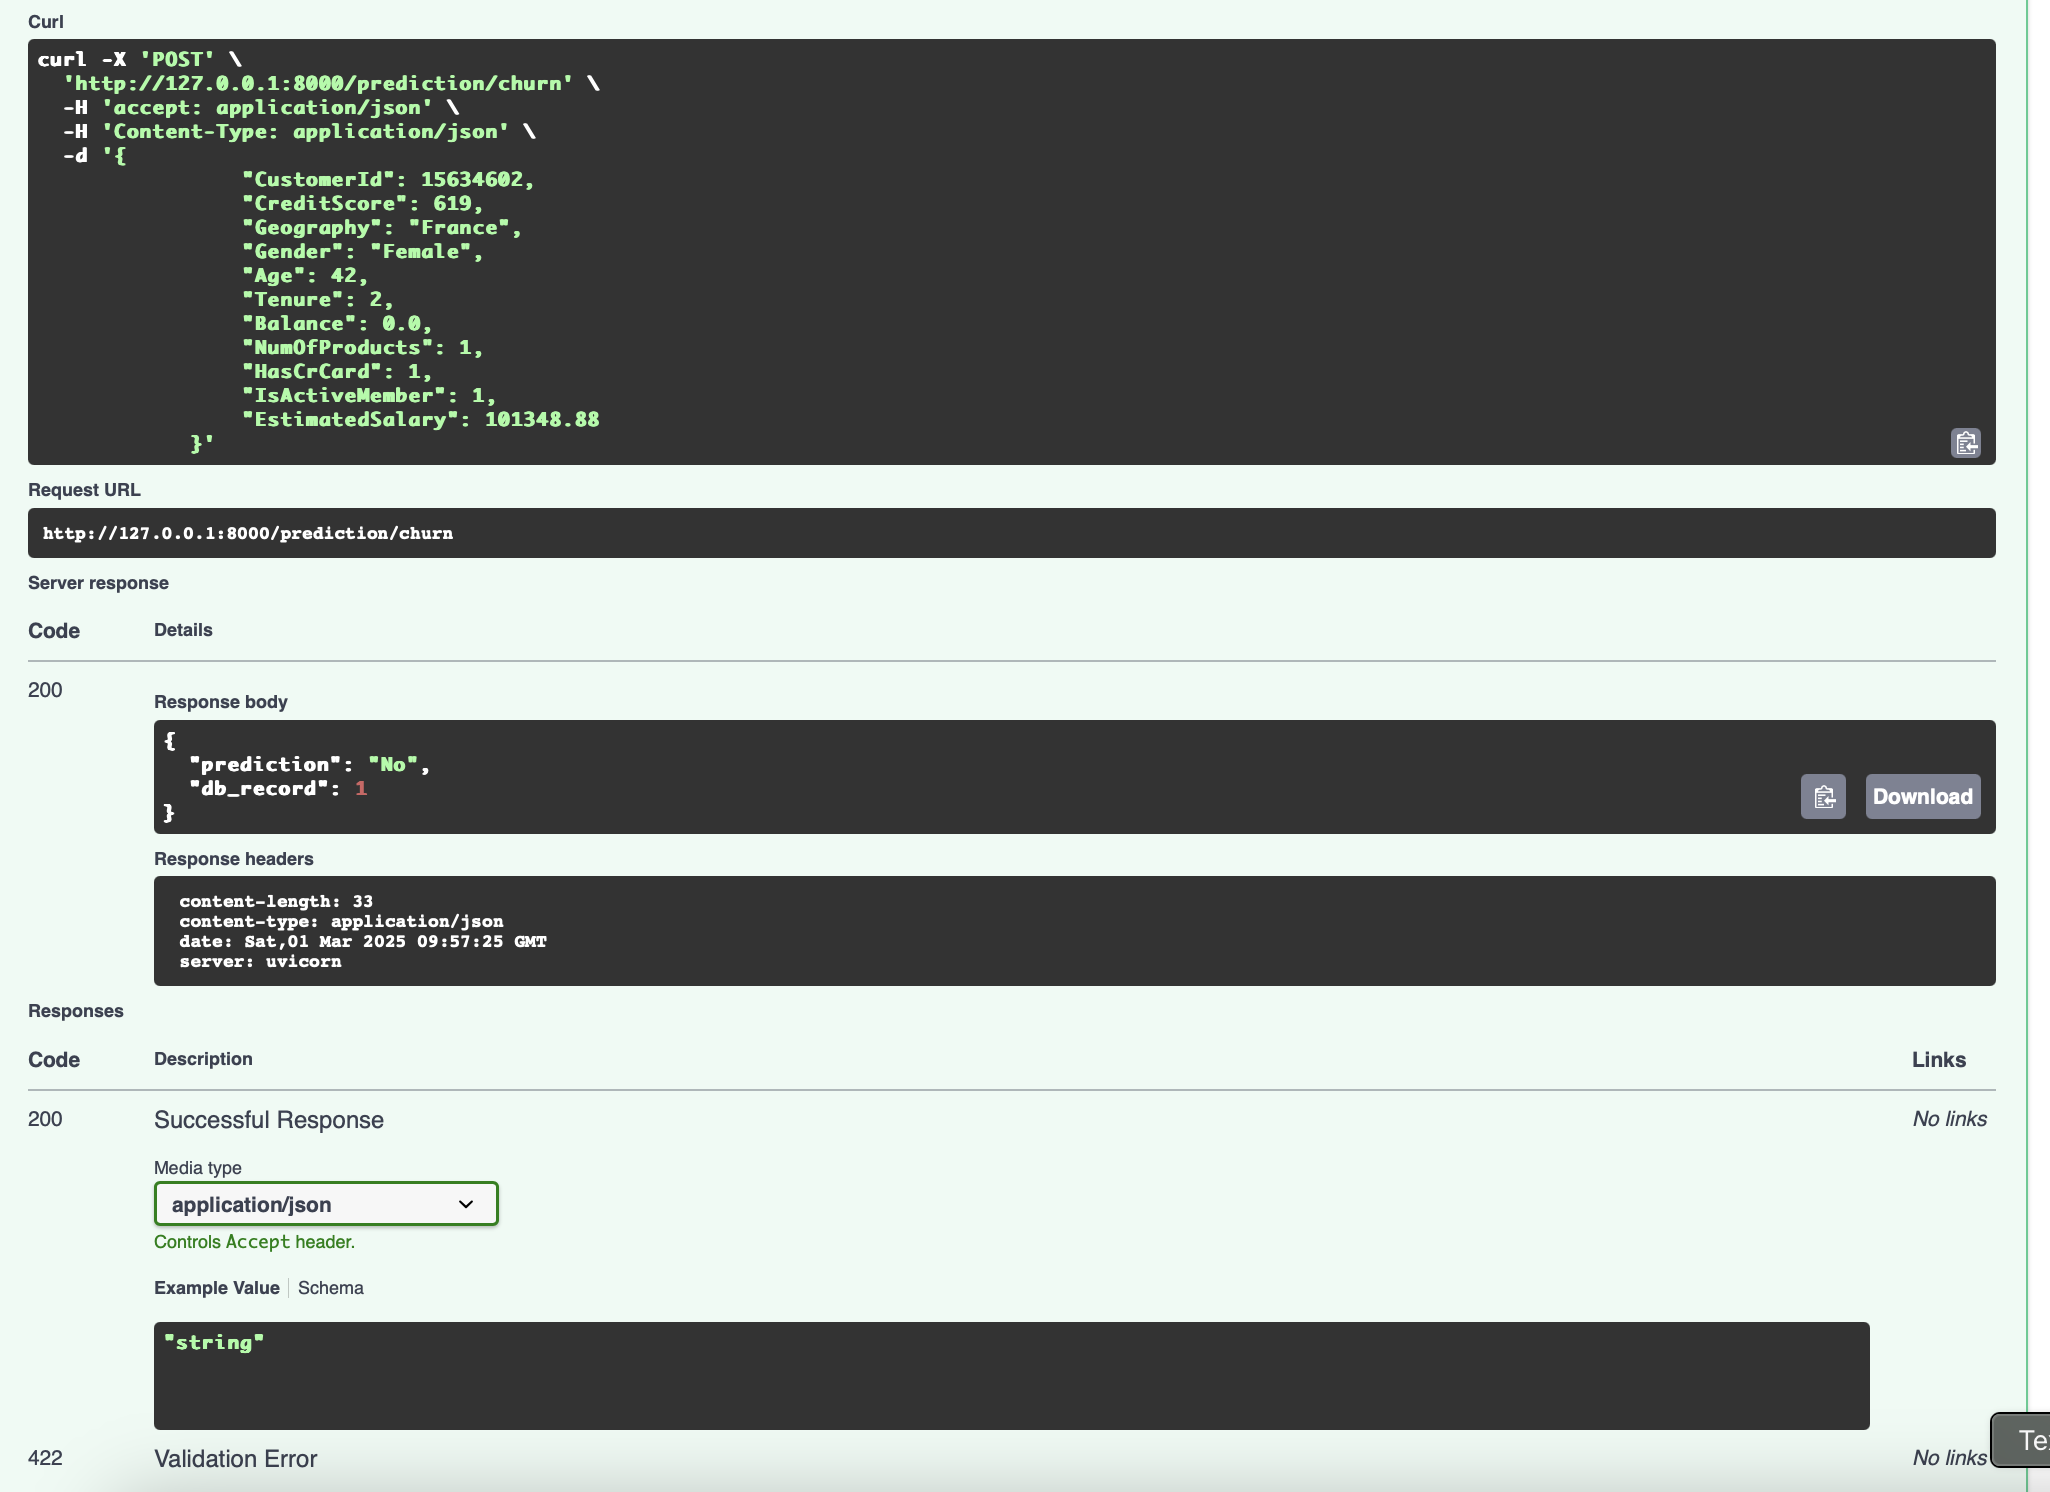 Curl
curl -X 'POST' \
'http://127.0.0.1:8000/prediction/churn' \
-H 'accept: application/json' \
-H 'Content-Type: application/json' \
-d '{
"CustomerId": 15634602,
"CreditScore": 619,
"Geography": "France",
"Gender": "Female",
"Age": 42,
"Tenure": 2,
"Balance": 0.0,
"NumOfProducts": 1,
"HasCrCard": 1,
"IsActiveMember": 1,
"EstimatedSalary": 101348.88
}'
Request URL
http://127.0.0.1:8000/prediction/churn
Server response
Code Details
200
Response body
{
"prediction": "No",
"db_record": 1
}
Download
Response headers
content-length: 33
content-type: application/json
date: Sat,01 Mar 2025 09:57:25 GMT
server: uvicorn
Responses
Code Description Links
200 Successful Response No links
Media type
application/json
Controls Accept header.
Example Value Schema
"string"
422 Validation Error No links